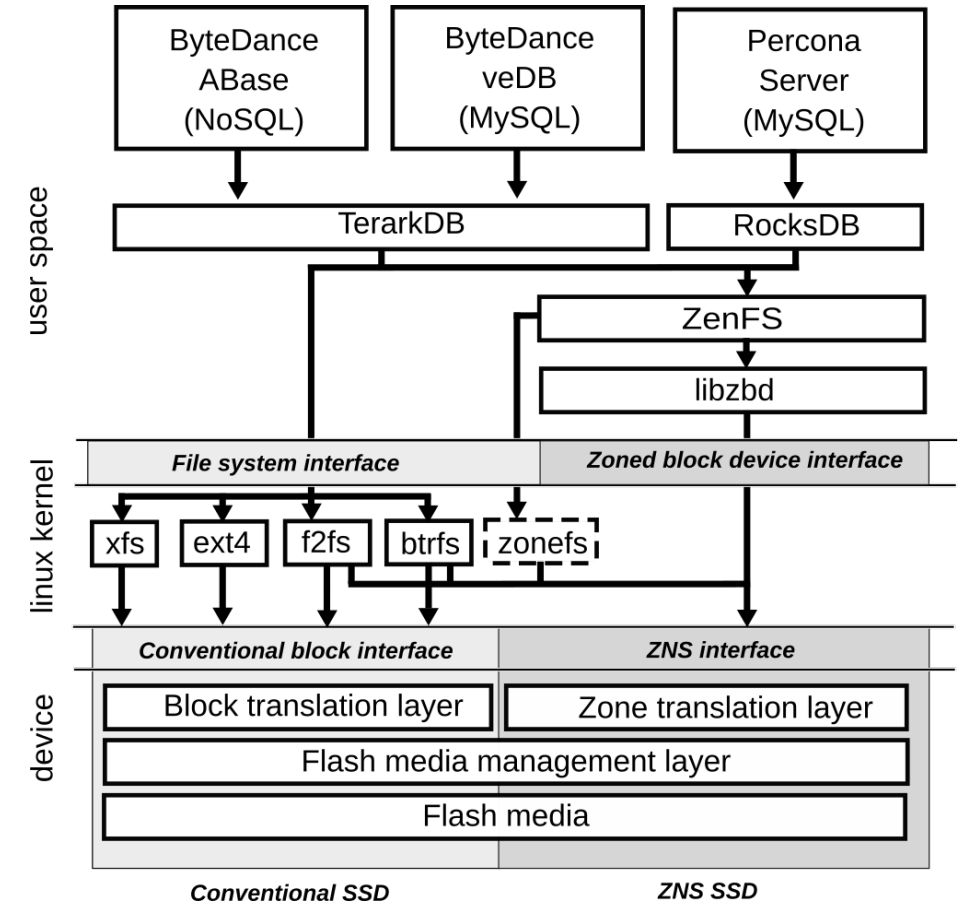 ByteDance
ABase
(NoSQL)
ByteDance
veDB
(MySQL)
Percona
Server
(MySQL)
user space
TerarkDB
RocksDB
ZenFS
libzbd
File system interface
Zoned block device interface
linux kernel
xfs
ext4
f2fs
btrfs
zonefs
Conventional block interface
ZNS interface
device
Block translation layer
Zone translation layer
Flash media management layer
Flash media
Conventional SSD
ZNS SSD